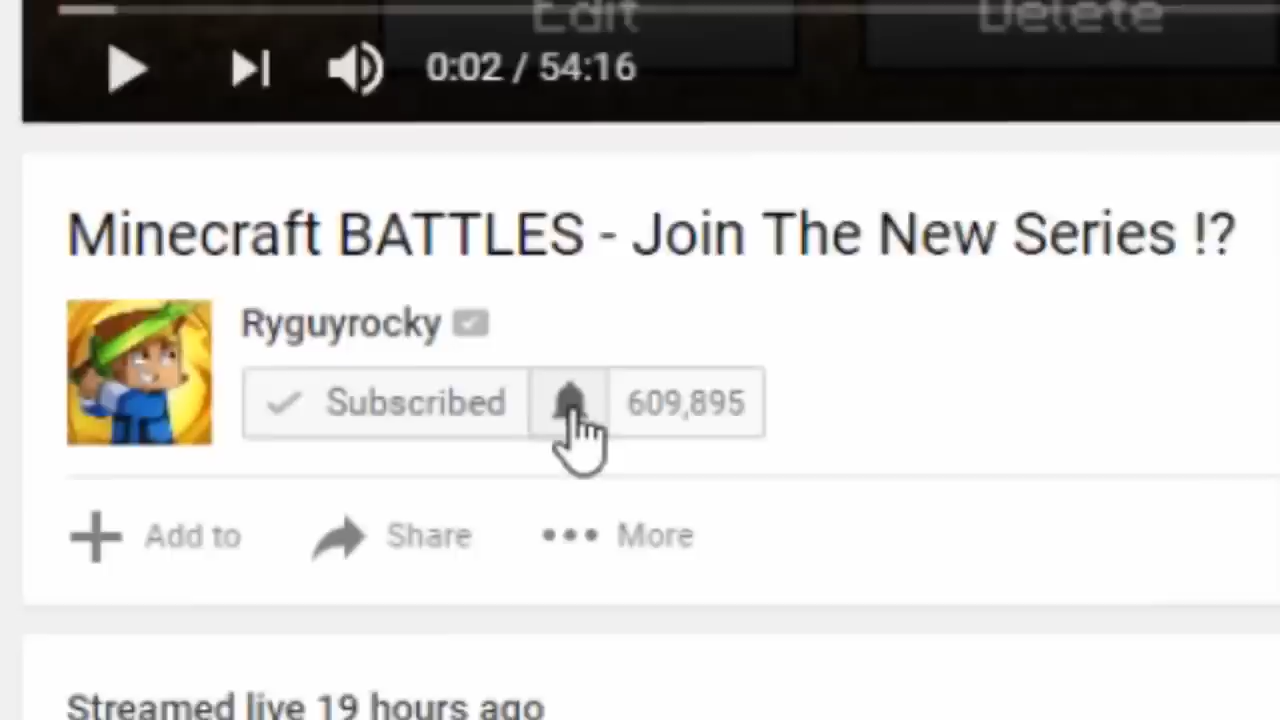 Edit Delete
0:02 / 54:16
Minecraft BATTLES - Join The New Series !?
Ryguyrocky
Subscribed 609,895
Add to Share More
Streamed live 19 hours ago